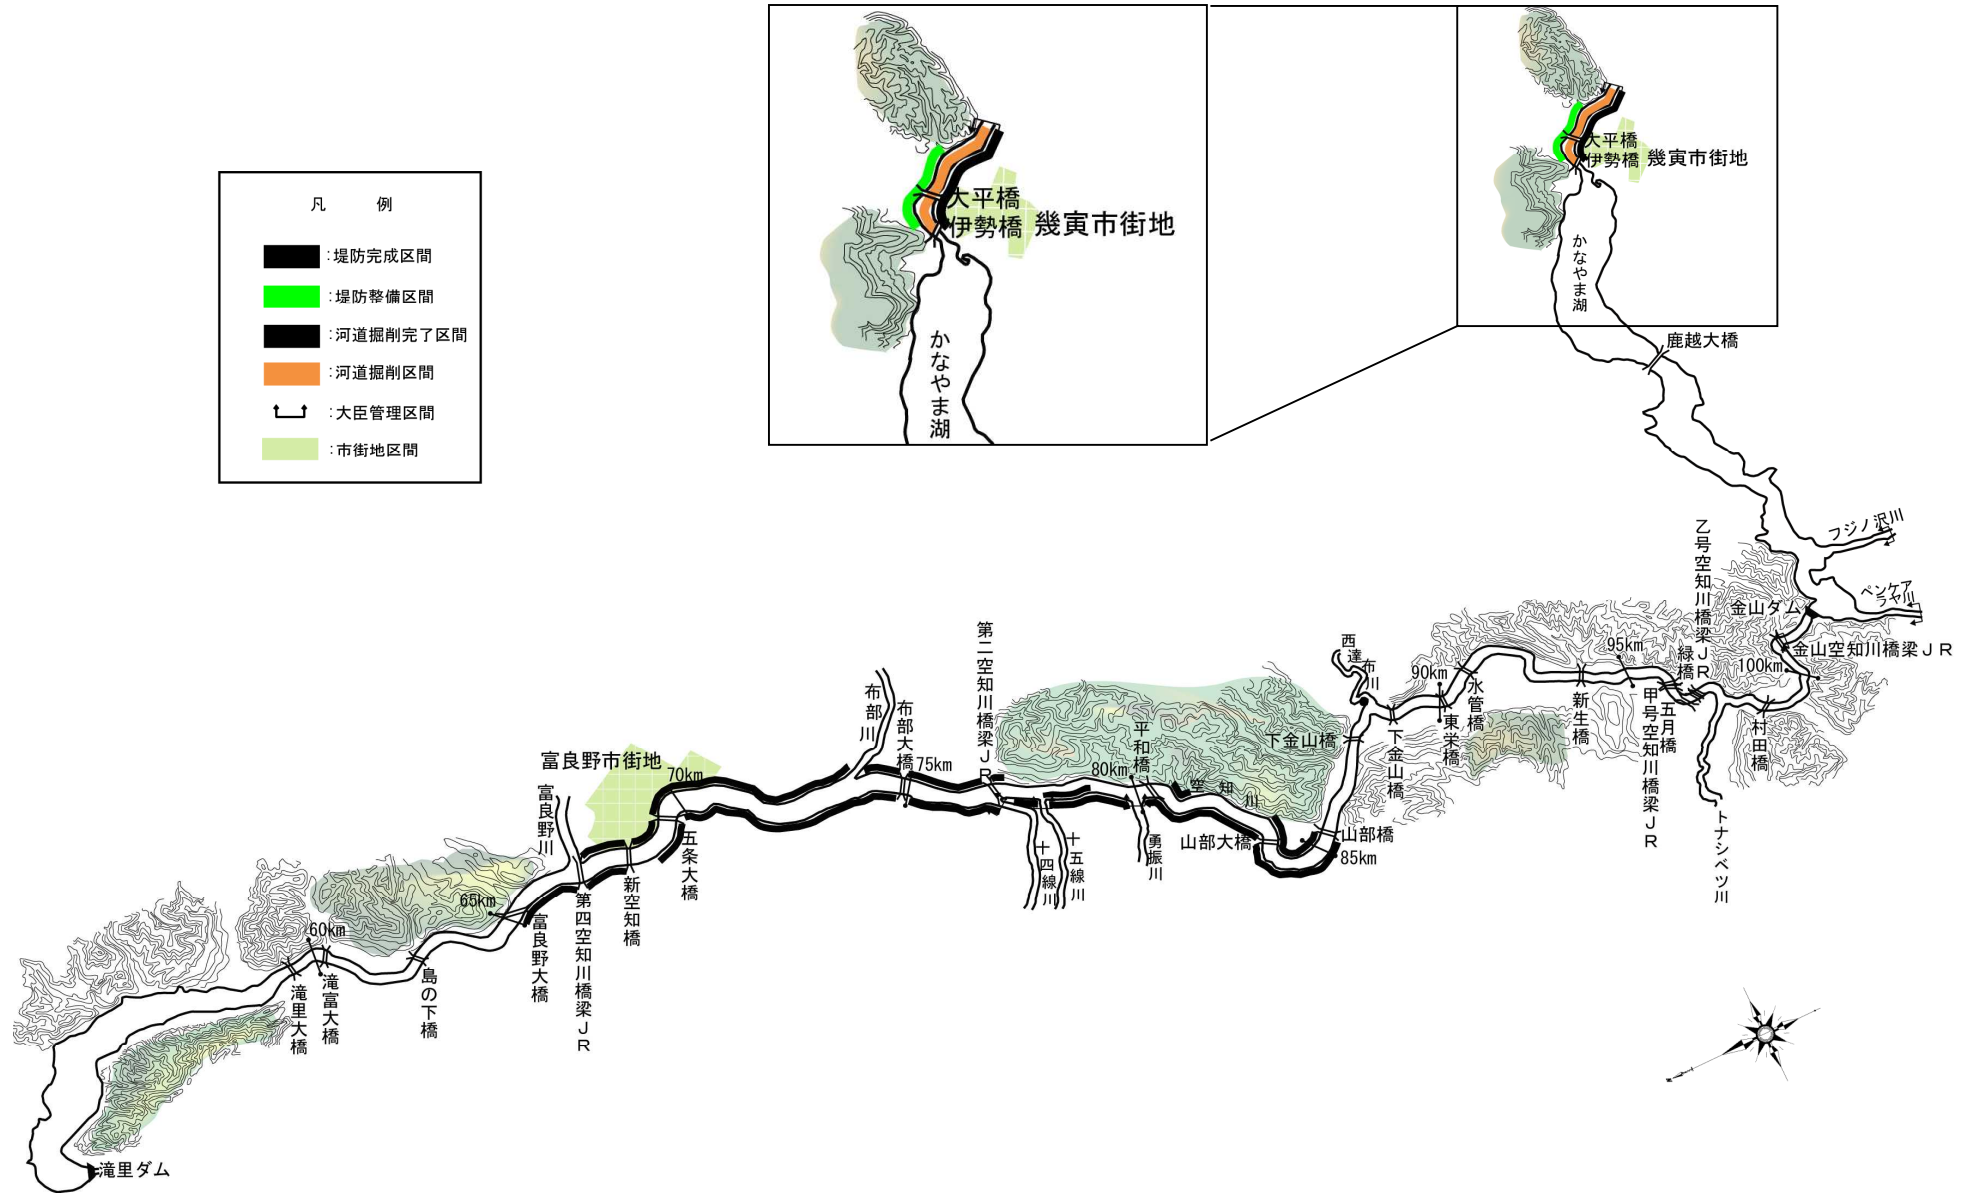 凡例
:堤防完成区間
:堤防整備区間
:河道掘削完了区間
:河道掘削区間
:大臣管理区間
:市街地区間
大平橋
伊勢橋
幾寅市街地
かなやま湖
大平橋
伊勢橋
幾寅市街地
かなやま湖
鹿越大橋
フジノ沢川
ペンケアラヤ川
金山ダム
金山空知川橋梁JR
100km
村田橋
乙号空知川橋梁JR
緑橋
五月橋
トナシベツ川
95km
甲号空知川橋梁JR
新生橋
水管橋
90km
東栄橋
下金山橋
西達布川
下金山橋
山部橋
85km
山部大橋
空知川
平和橋
80km
勇振川
十五線川
十四線川
第二空知川橋梁JR
75km
布部大橋
布部川
富良野市街地
70km
五条大橋
新空知橋
富良野川
第四空知川橋梁JR
富良野大橋
65km
島の下橋
60km
滝富大橋
滝里大橋
滝里ダム